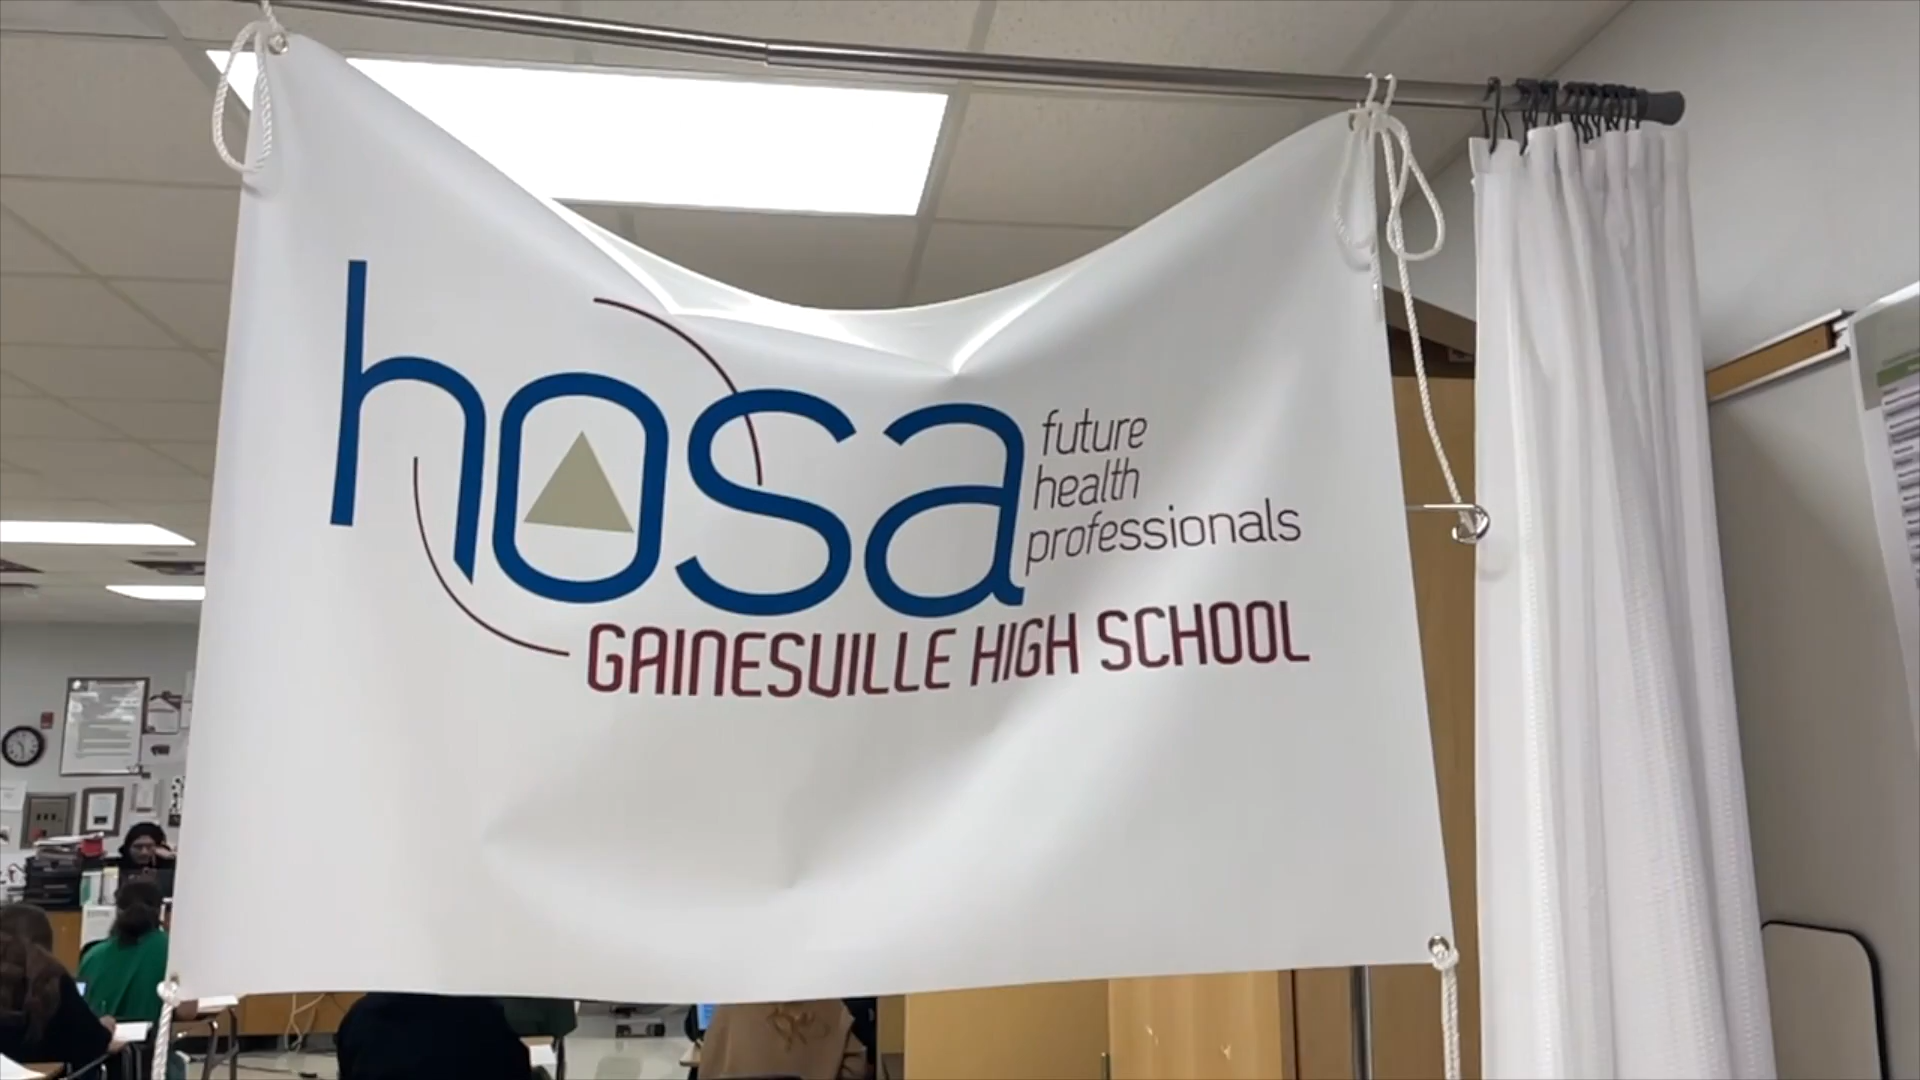 hosa
future
health
professionals
GAINESVILLE HIGH SCHOOL